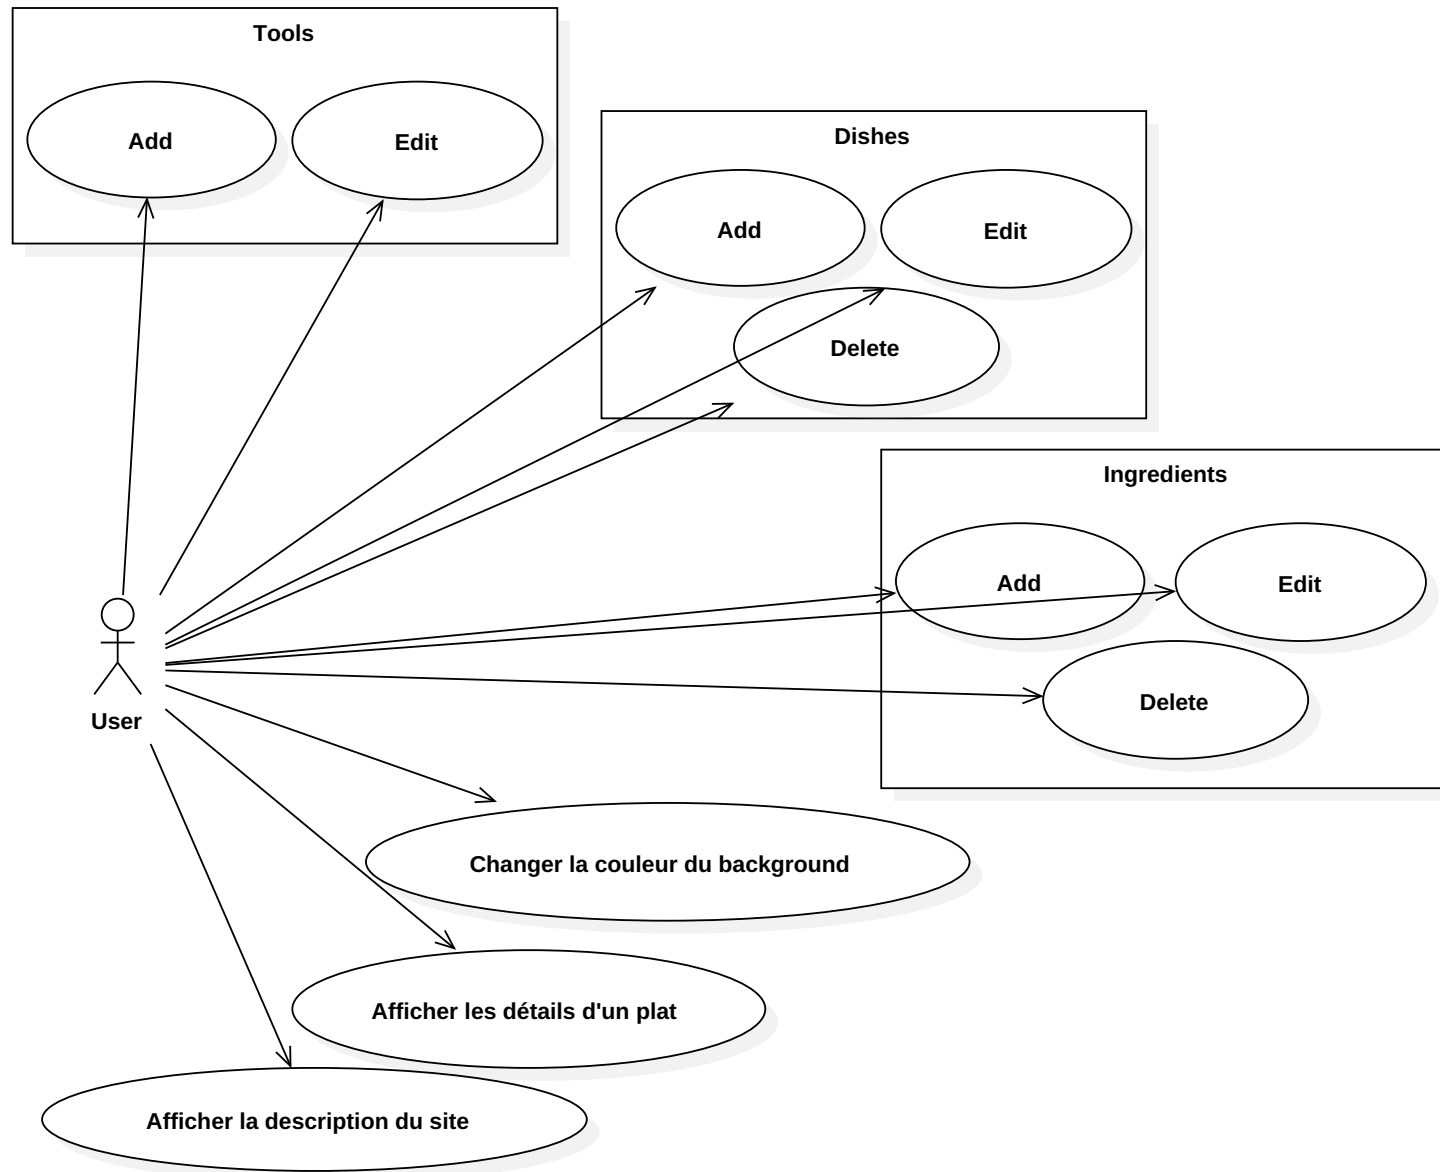 Tools
Add
Edit
Dishes
Add
Edit
Delete
Ingredients
Add
Edit
Delete
User
Changer la couleur du background
Afficher les détails d'un plat
Afficher la description du site